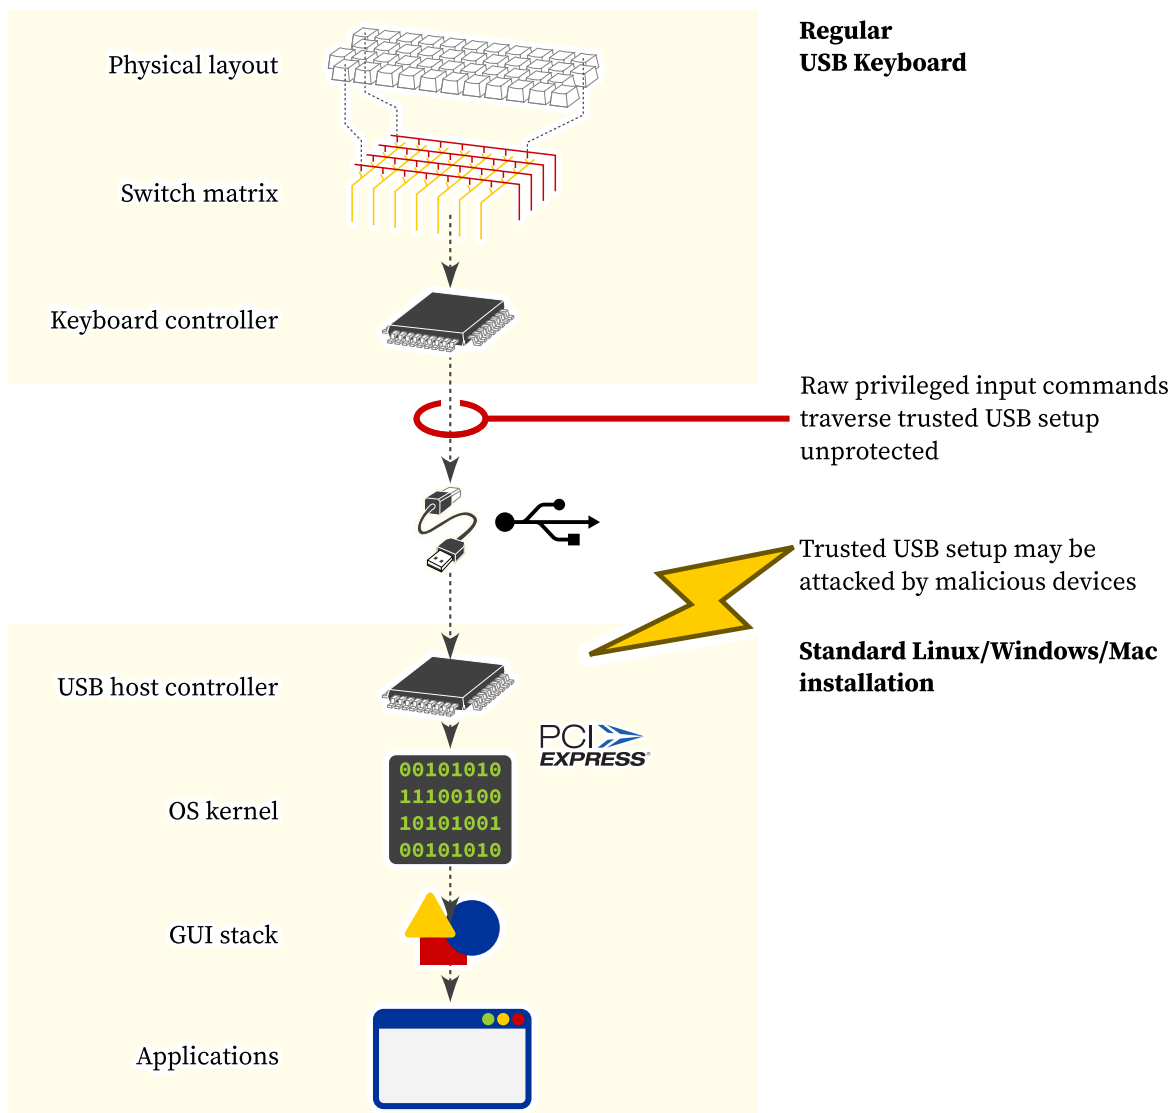 Regular
USB Keyboard
Physical layout
Switch matrix
Keyboard controller
Raw privileged input commands
traverse trusted USB setup
unprotected
Trusted USB setup may be
attacked by malicious devices
Standard Linux/Windows/Mac
installation
USB host controller
PCI
EXPRESS®
00101010
11100100
10101001
00101010
OS kernel
GUI stack
Applications